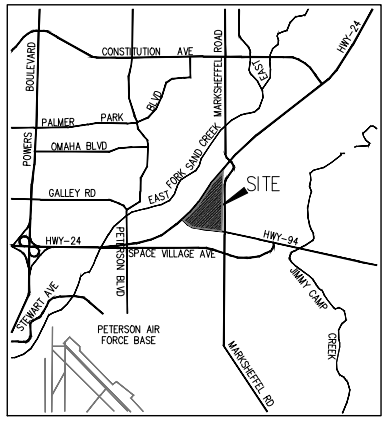 CONSTITUTION AVE
HWY-24
BOULEVARD
MARKSHEFFEL ROAD
EAST
PALMER PARK BLVD
OMAHA BLVD
POWERS
EAST FORK SAND CREEK
GALLEY RD
SITE
HWY-24
PETERSON BLVD
SPACE VILLAGE AVE
HWY-94
STEWART AVE
JIMMY CAMP
CREEK
PETERSON AIR
FORCE BASE
MARKSHEFFEL RD